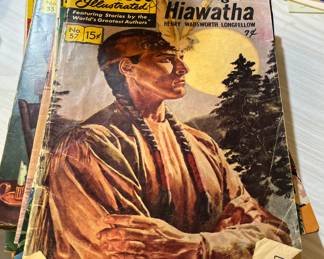 Illustrated
Featuring Stories by the
World's Greatest Authors
No.
57
15¢
Hiawatha
HENRY WADSWORTH LONGFELLOW